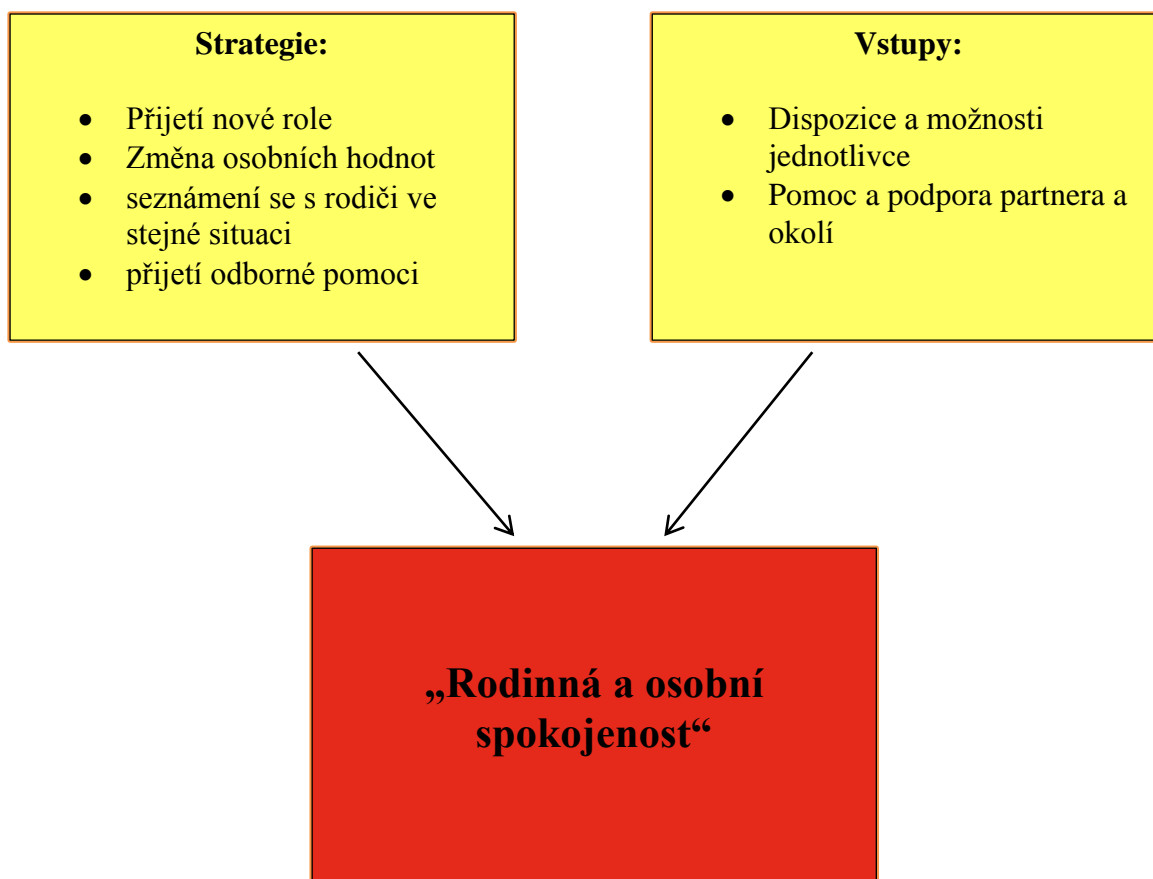 Strategie:
• Přijetí nové role
• Změna osobních hodnot
• seznámení se s rodiči ve
stejné situaci
• přijetí odborné pomoci
Vstupy:
• Dispozice a možnosti
jednotlivce
• Pomoc a podpora partnera a
okolí
„Rodinná a osobní
spokojenost“